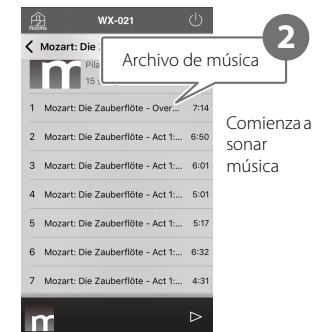 Rooms
WX-021
2
Mozart: Die
Archivo de música
15 s
1 Mozart: Die Zauberflöte - Over... 7:14
Comienza a
sonar
música
2 Mozart: Die Zauberflöte - Act 1:... 6:50
3 Mozart: Die Zauberflöte - Act 1:... 6:01
4 Mozart: Die Zauberflöte - Act 1:... 5:01
5 Mozart: Die Zauberflöte - Act 1:... 5:17
6 Mozart: Die Zauberflöte - Act 1:... 6:32
7 Mozart: Die Zauberflöte - Act 1:... 4:31
m